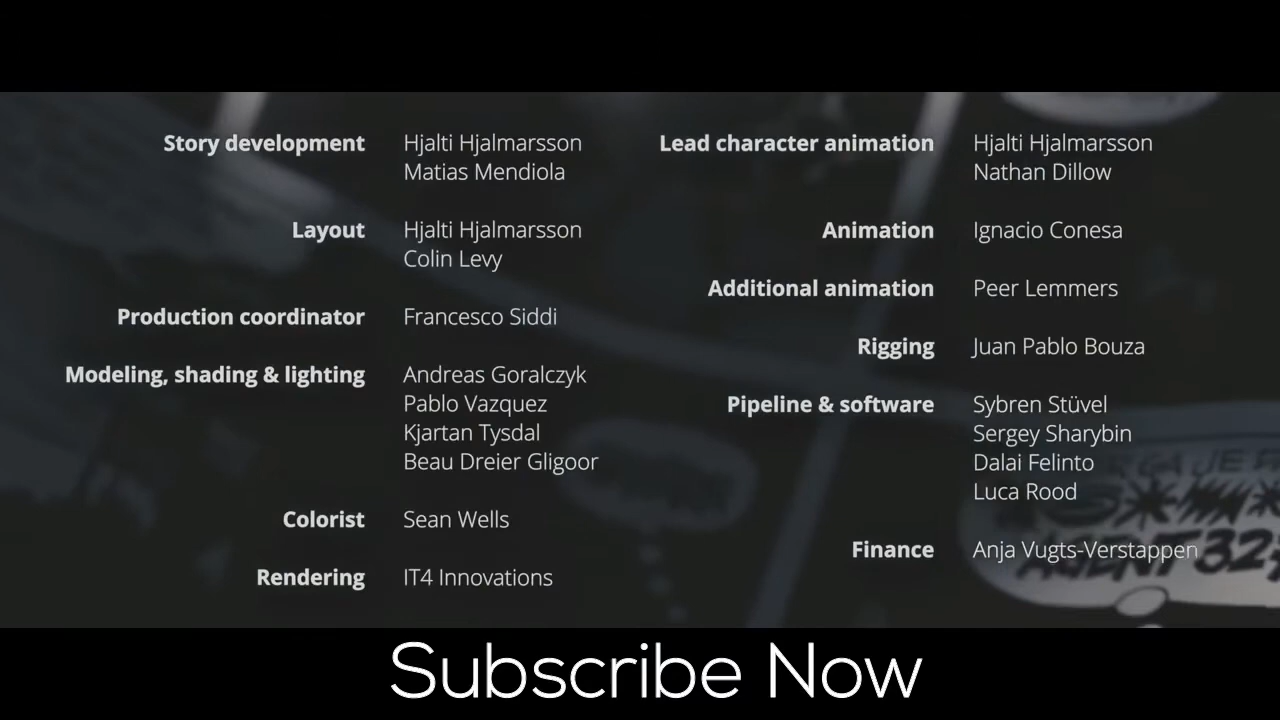 Story development Hjalti Hjalmarsson
Matias Mendiola
Layout Hjalti Hjalmarsson
Colin Levy
Production coordinator Francesco Siddi
Modeling, shading & lighting Andreas Goralczyk
Pablo Vazquez
Kjartan Tysdal
Beau Dreier Gligoor
Colorist Sean Wells
Rendering IT4 Innovations
Lead character animation Hjalti Hjalmarsson
Nathan Dillow
Animation Ignacio Conesa
Additional animation Peer Lemmers
Rigging Juan Pablo Bouza
Pipeline & software Sybren Stüvel
Sergey Sharybin
Dalai Felinto
Luca Rood
Finance Anja Vugts-Verstappen
AGENT 327
Subscribe Now